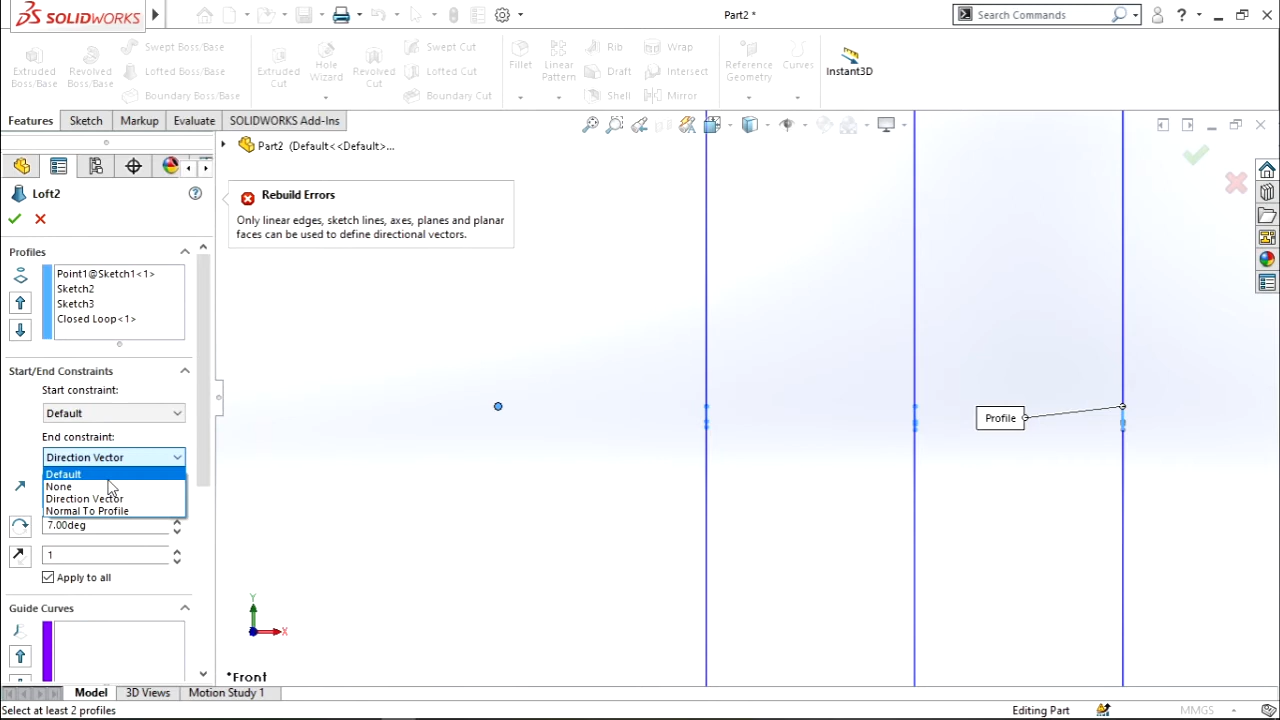 SOLIDWORKS
Part2 *
Search Commands
Extruded Boss/Base
Revolved Boss/Base
Swept Boss/Base
Lofted Boss/Base
Boundary Boss/Base
Extruded Cut
Hole Wizard
Revolved Cut
Swept Cut
Lofted Cut
Boundary Cut
Fillet
Linear Pattern
Rib
Draft
Shell
Wrap
Intersect
Mirror
Reference Geometry
Curves
Instant3D
Features
Sketch
Markup
Evaluate
SOLIDWORKS Add-Ins
Part2 (Default<<Default>...
Loft2
Rebuild Errors
Only linear edges, sketch lines, axes, planes and planar
faces can be used to define directional vectors.
Profiles
Point1@Sketch1<1>
Sketch2
Sketch3
Closed Loop<1>
Start/End Constraints
Start constraint:
Default
End constraint:
Direction Vector
Default
None
Direction Vector
Normal To Profile
7.00deg
1
Apply to all
Guide Curves
Profile
Y
X
*Front
Model
3D Views
Motion Study 1
Select at least 2 profiles
Editing Part
MMGS